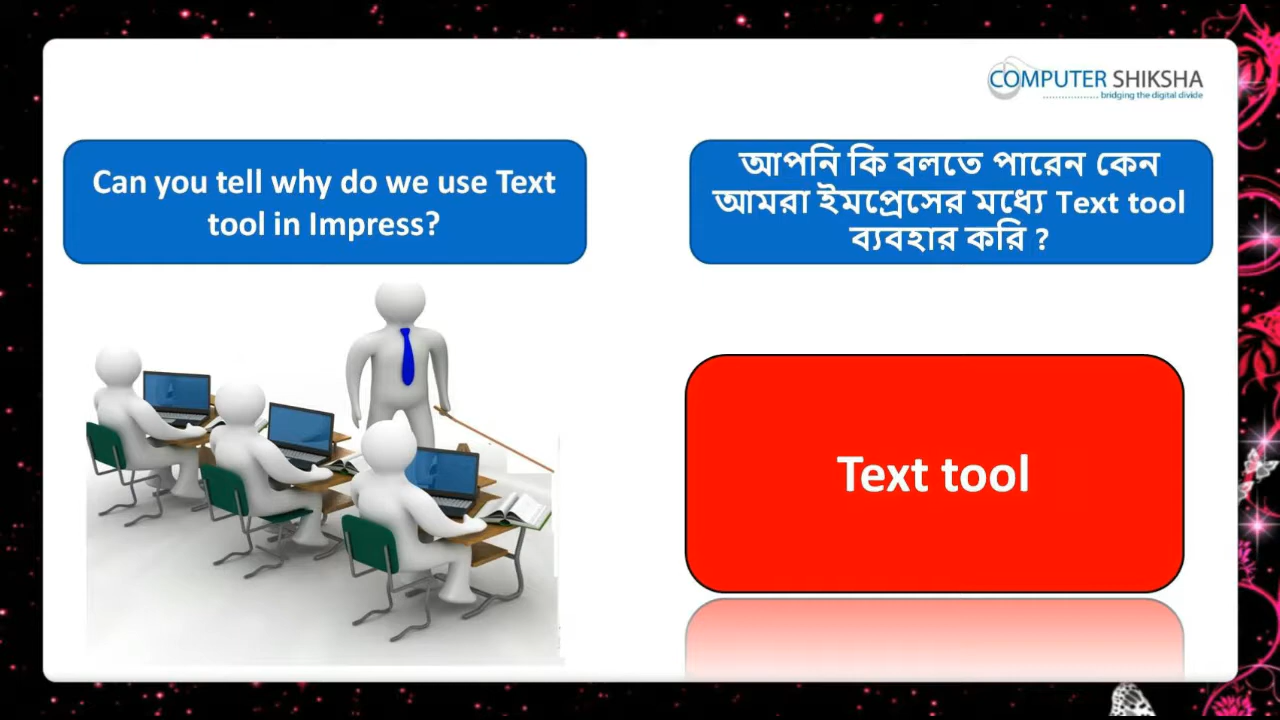 COMPUTER SHIKSHA
bridging the digital divide
Can you tell why do we use Text
tool in Impress?
আপনি কি বলতে পারেন কেন
আমরা ইমপ্রেসের মধ্যে Text tool
ব্যবহার করি ?
Text tool